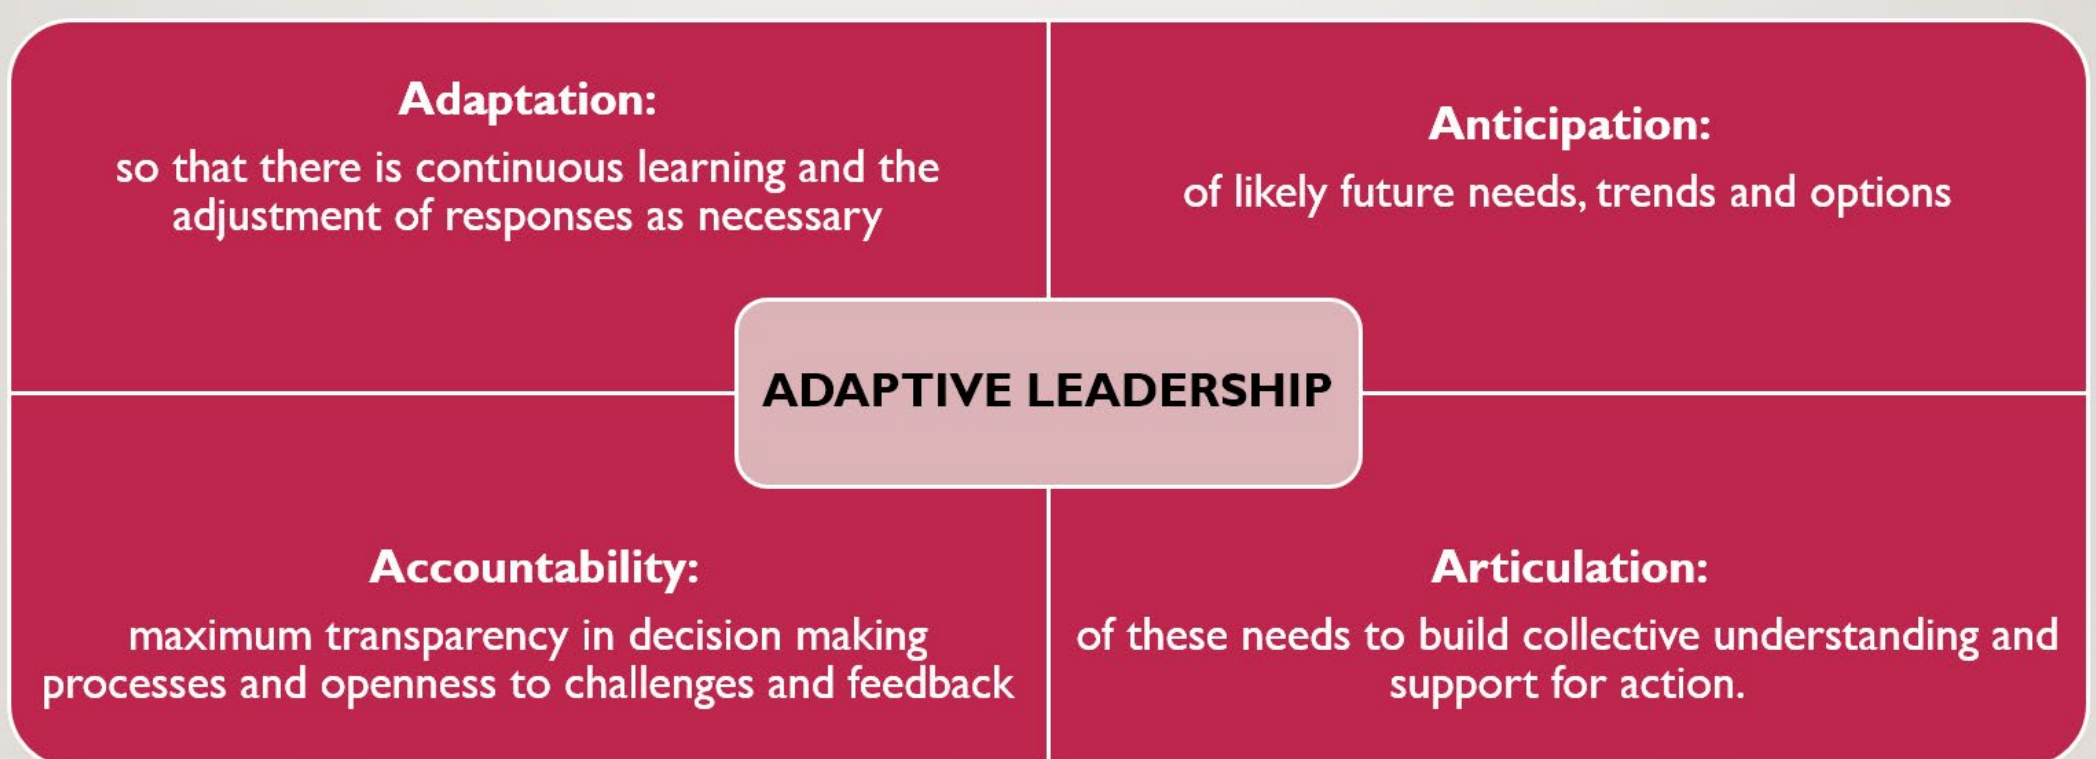 Adaptation:
so that there is continuous learning and the
adjustment of responses as necessary
Anticipation:
of likely future needs, trends and options
ADAPTIVE LEADERSHIP
Accountability:
maximum transparency in decision making
processes and openness to challenges and feedback
Articulation:
of these needs to build collective understanding and
support for action.